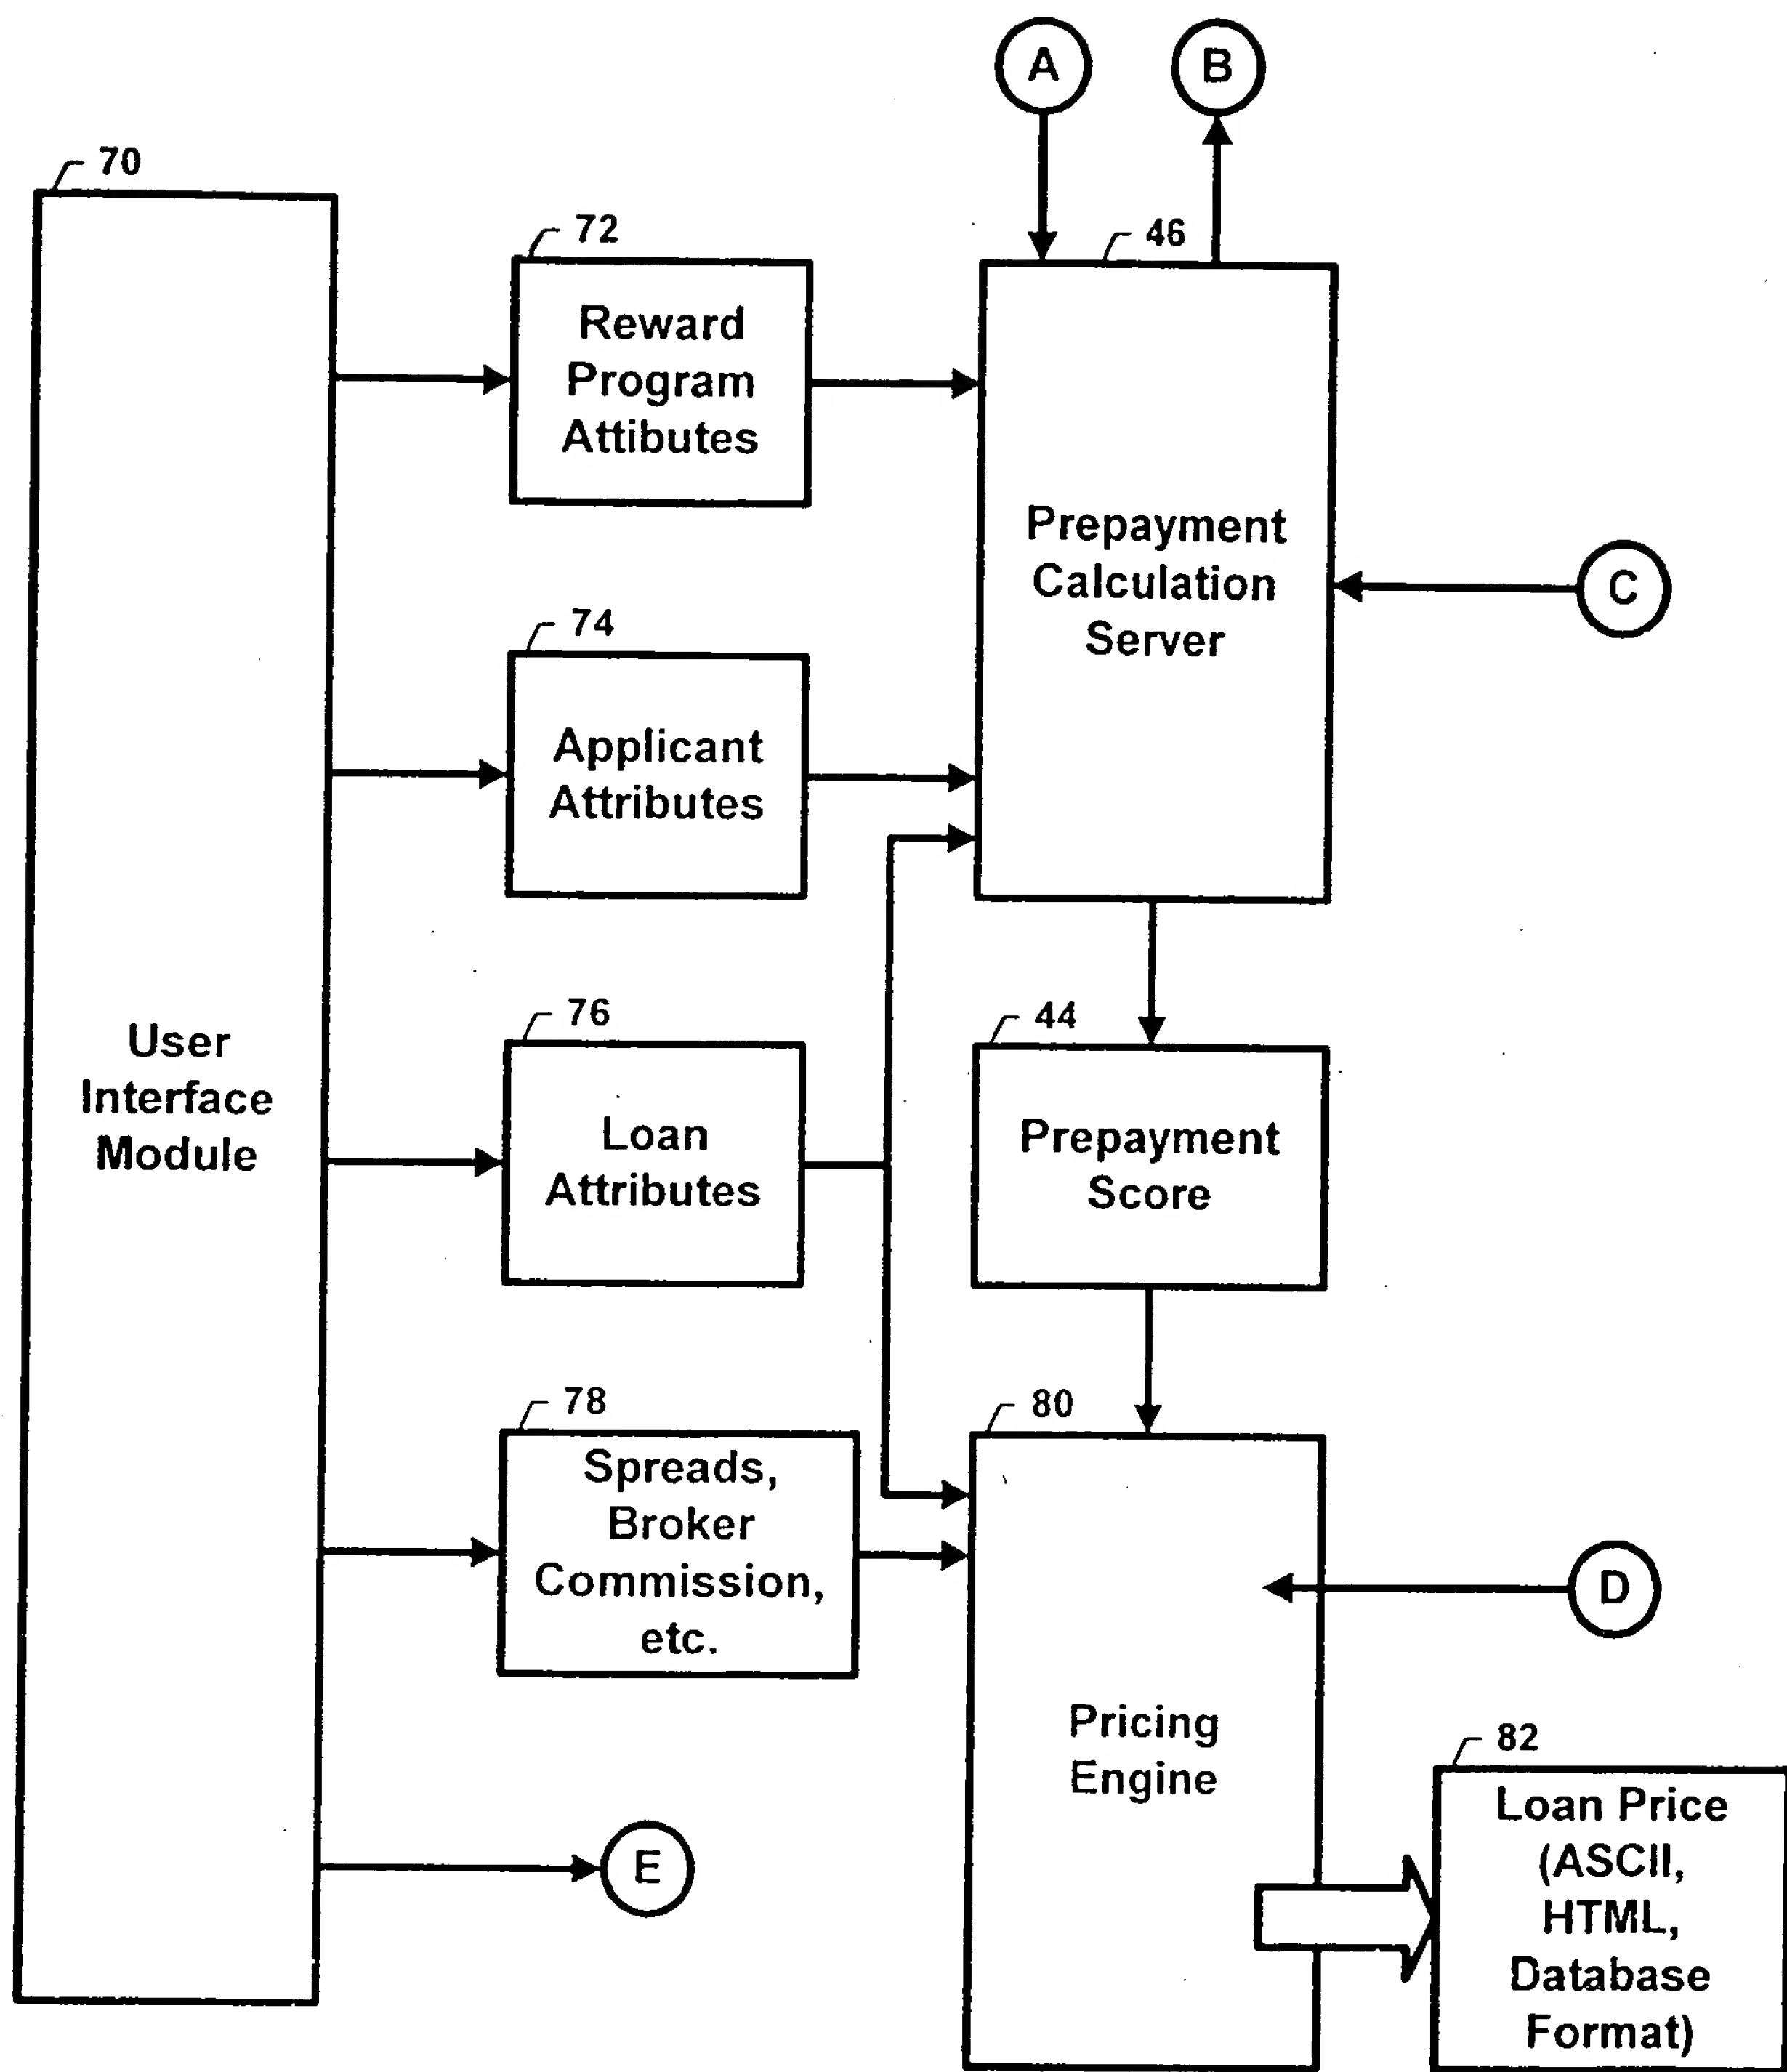 A
B
70
72
46
Reward
Program
Attibutes
Prepayment
Calculation
Server
C
74
Applicant
Attributes
User
Interface
Module
76
44
Loan
Attributes
Prepayment
Score
78
80
Spreads,
Broker
Commission,
etc.
D
Pricing
Engine
82
Loan Price
(ASCII,
HTML,
Database
Format)
E